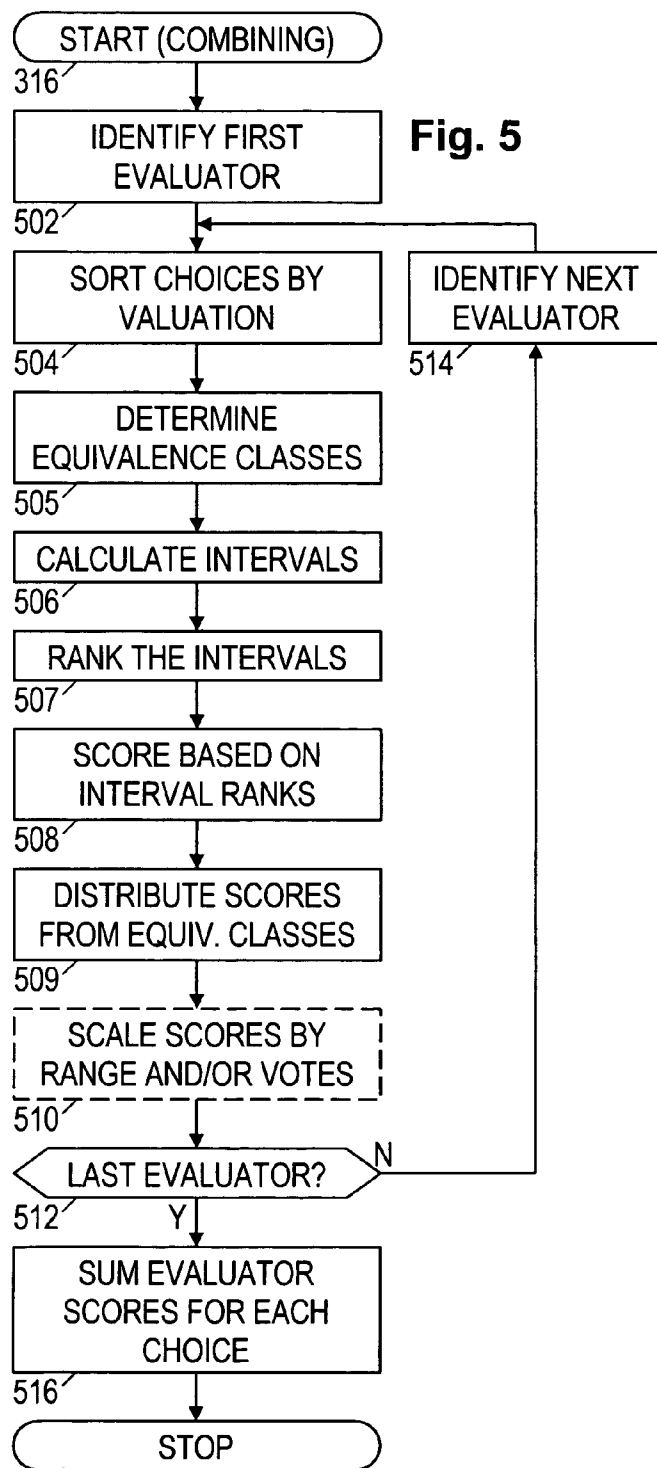 START (COMBINING)
316
Fig. 5
IDENTIFY FIRST
EVALUATOR
502
SORT CHOICES BY
VALUATION
504
IDENTIFY NEXT
EVALUATOR
514
DETERMINE
EQUIVALENCE CLASSES
505
CALCULATE INTERVALS
506
RANK THE INTERVALS
507
SCORE BASED ON
INTERVAL RANKS
508
DISTRIBUTE SCORES
FROM EQUIV. CLASSES
509
SCALE SCORES BY
RANGE AND/OR VOTES
510
LAST EVALUATOR?
N
512
Y
SUM EVALUATOR
SCORES FOR EACH
CHOICE
516
STOP